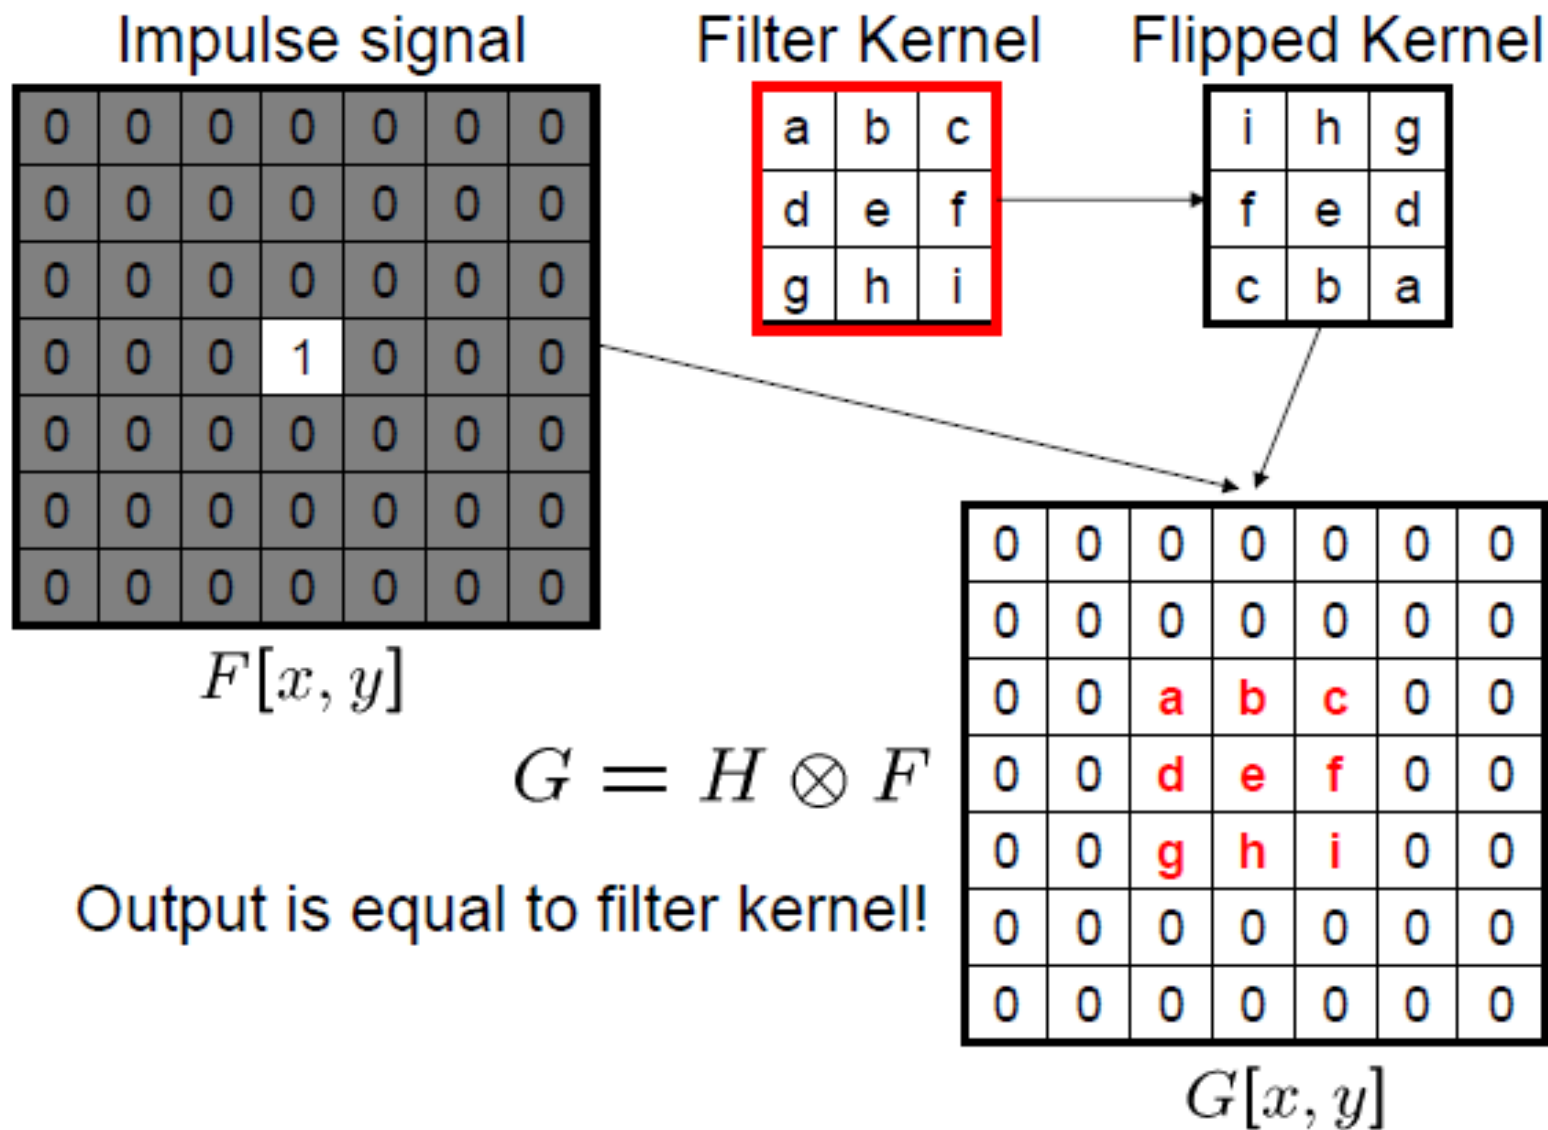 Impulse signal
0 0 0 0 0 0 0
0 0 0 0 0 0 0
0 0 0 0 0 0 0
0 0 0 1 0 0 0
0 0 0 0 0 0 0
0 0 0 0 0 0 0
0 0 0 0 0 0 0
F[x, y]
Filter Kernel
a b c
d e f
g h i
Flipped Kernel
i h g
f e d
c b a
G = H ⊗ F
Output is equal to filter kernel!
0 0 0 0 0 0 0
0 0 0 0 0 0 0
0 0 a b c 0 0
0 0 d e f 0 0
0 0 g h i 0 0
0 0 0 0 0 0 0
0 0 0 0 0 0 0
G[x, y]